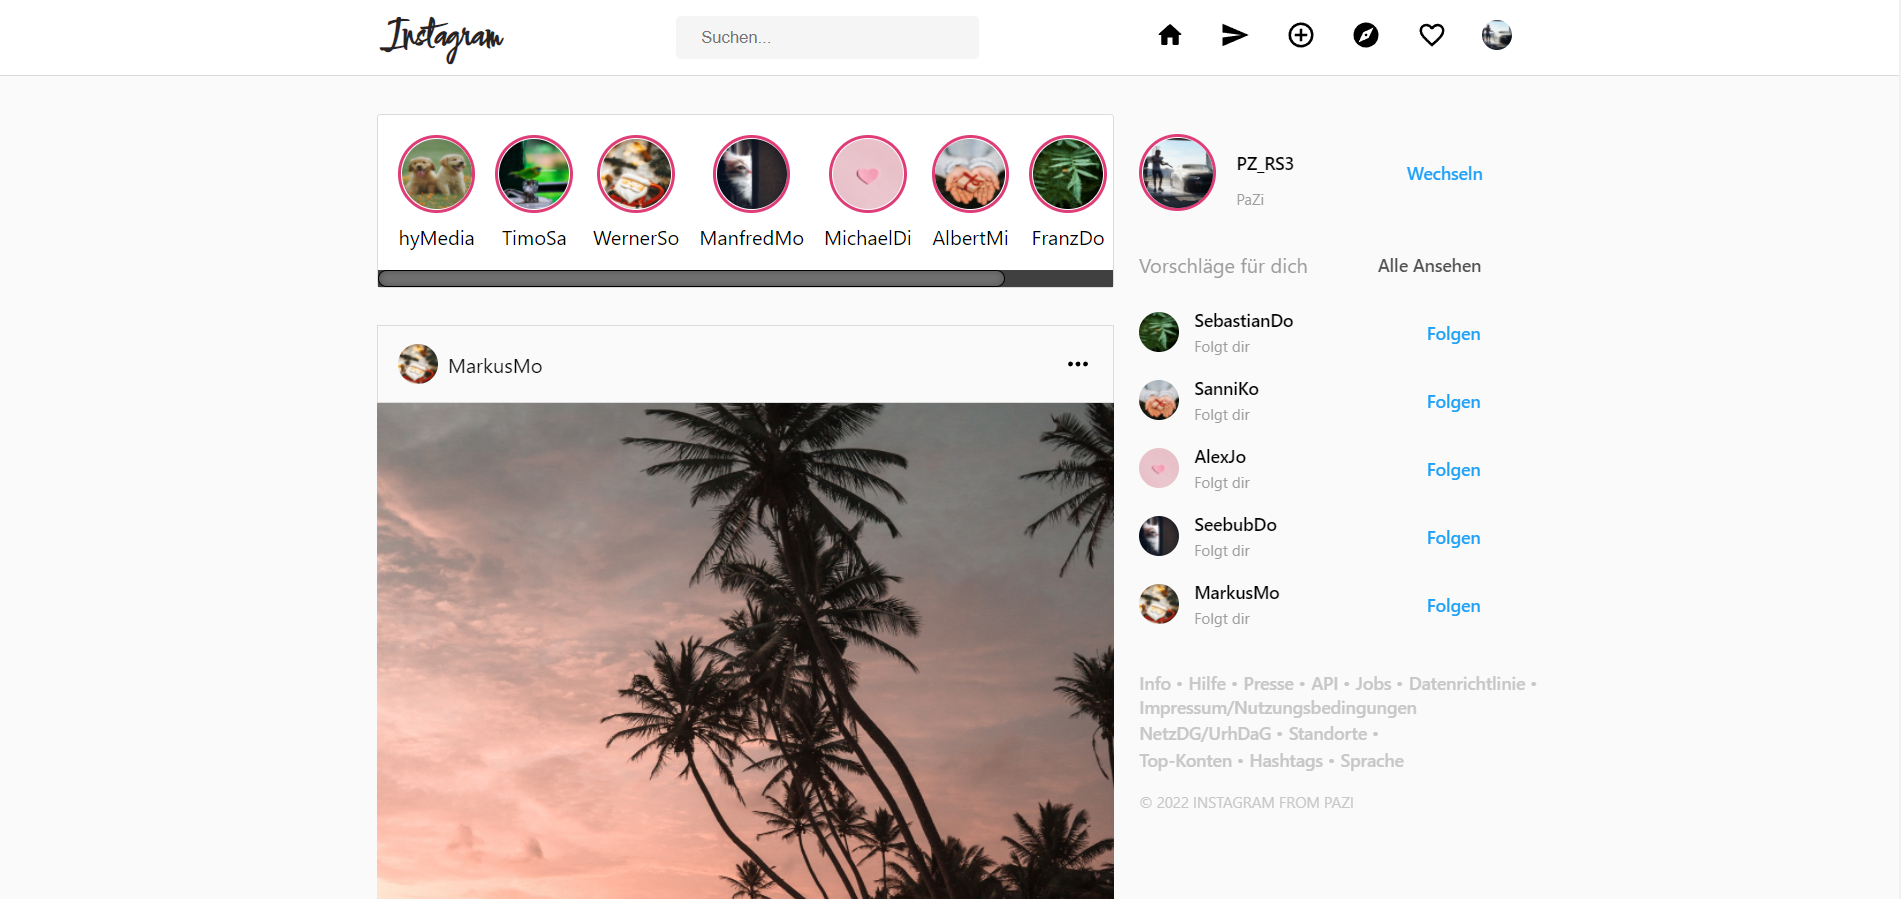 Instagram
Suchen...
hyMedia
TimoSa
WernerSo
ManfredMo
MichaelDi
AlbertMi
FranzDo
MarkusMo
PZ_RS3
PaZi
Wechseln
Vorschläge für dich
Alle Ansehen
SebastianDo
Folgt dir
Folgen
SanniKo
Folgt dir
Folgen
AlexJo
Folgt dir
Folgen
SeebubDo
Folgt dir
Folgen
MarkusMo
Folgt dir
Folgen
Info • Hilfe • Presse • API • Jobs • Datenrichtlinie •
Impressum/Nutzungsbedingungen
NetzDG/UrhDaG • Standorte •
Top-Konten • Hashtags • Sprache
© 2022 INSTAGRAM FROM PAZI